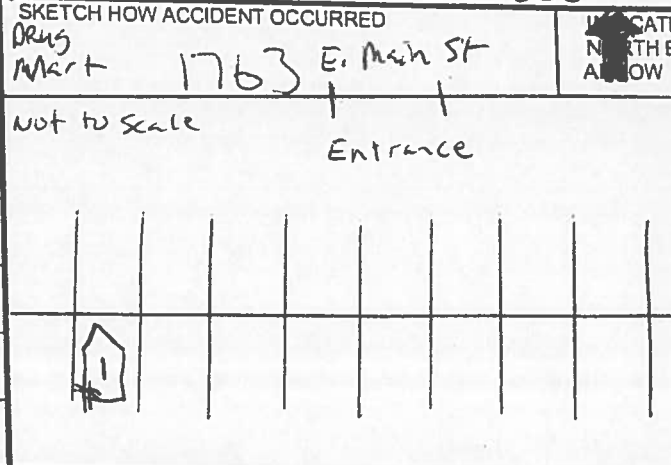 SKETCH HOW ACCIDENT OCCURRED
Drug
Mart 1763 E. Main St
Not to Scale
Entrance
1